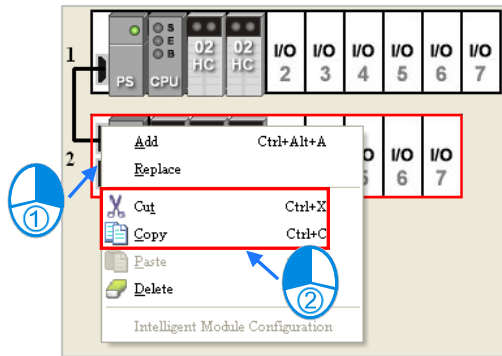 1
PS
S
E
B
CPU
02
HC
02
HC
I/O
2
I/O
3
I/O
4
I/O
5
I/O
6
I/O
7
2
I/O
6
I/O
7
Add Ctrl+Alt+A
Replace
Cut Ctrl+X
Copy Ctrl+C
Paste
Delete
Intelligent Module Configuration
1
2